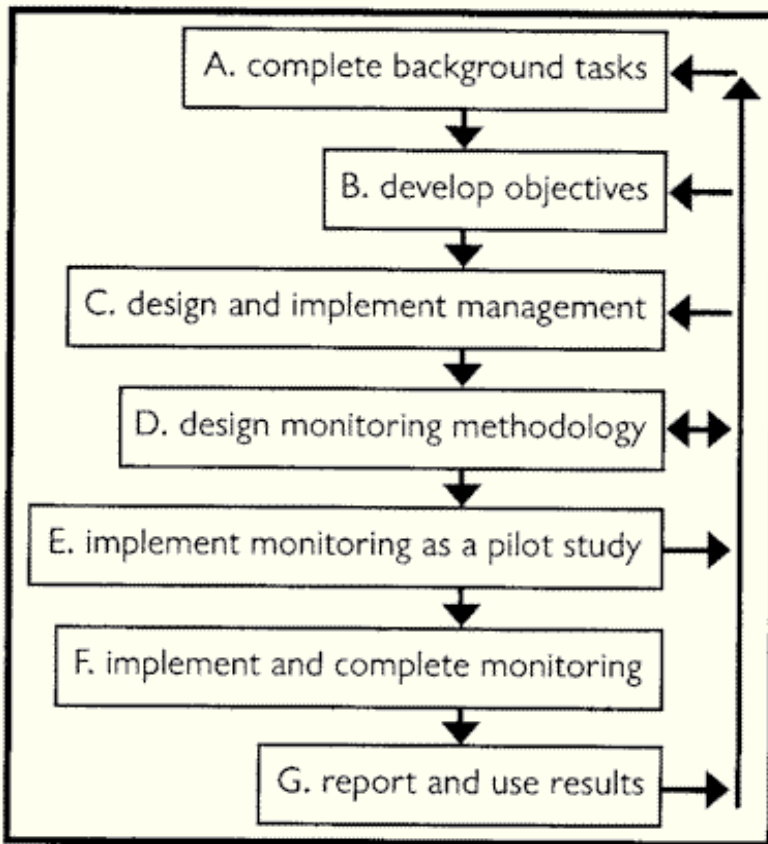 A. complete background tasks
B. develop objectives
C. design and implement management
D. design monitoring methodology
E. implement monitoring as a pilot study
F. implement and complete monitoring
G. report and use results